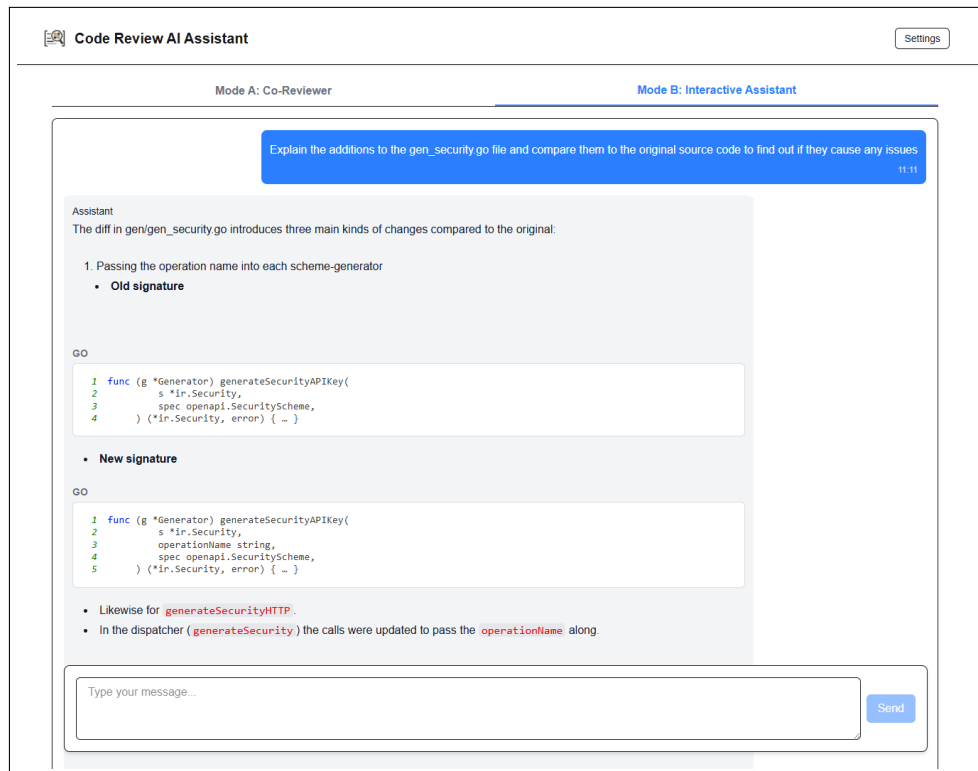 Code Review AI Assistant
Settings
Mode A: Co-Reviewer
Mode B: Interactive Assistant
Explain the additions to the gen_security.go file and compare them to the original source code to find out if they cause any issues
11:11
Assistant
The diff in gen/gen_security.go introduces three main kinds of changes compared to the original:
1. Passing the operation name into each scheme-generator
• Old signature
GO
1 func (g *Generator) generateSecurityAPIKey(
2 s *ir.Security,
3 spec openapi.SecurityScheme,
4 ) (*ir.Security, error) { … }
• New signature
GO
1 func (g *Generator) generateSecurityAPIKey(
2 s *ir.Security,
3 operationName string,
4 spec openapi.SecurityScheme,
5 ) (*ir.Security, error) { … }
• Likewise for generateSecurityHTTP.
• In the dispatcher (generateSecurity) the calls were updated to pass the operationName along.
Type your message...
Send